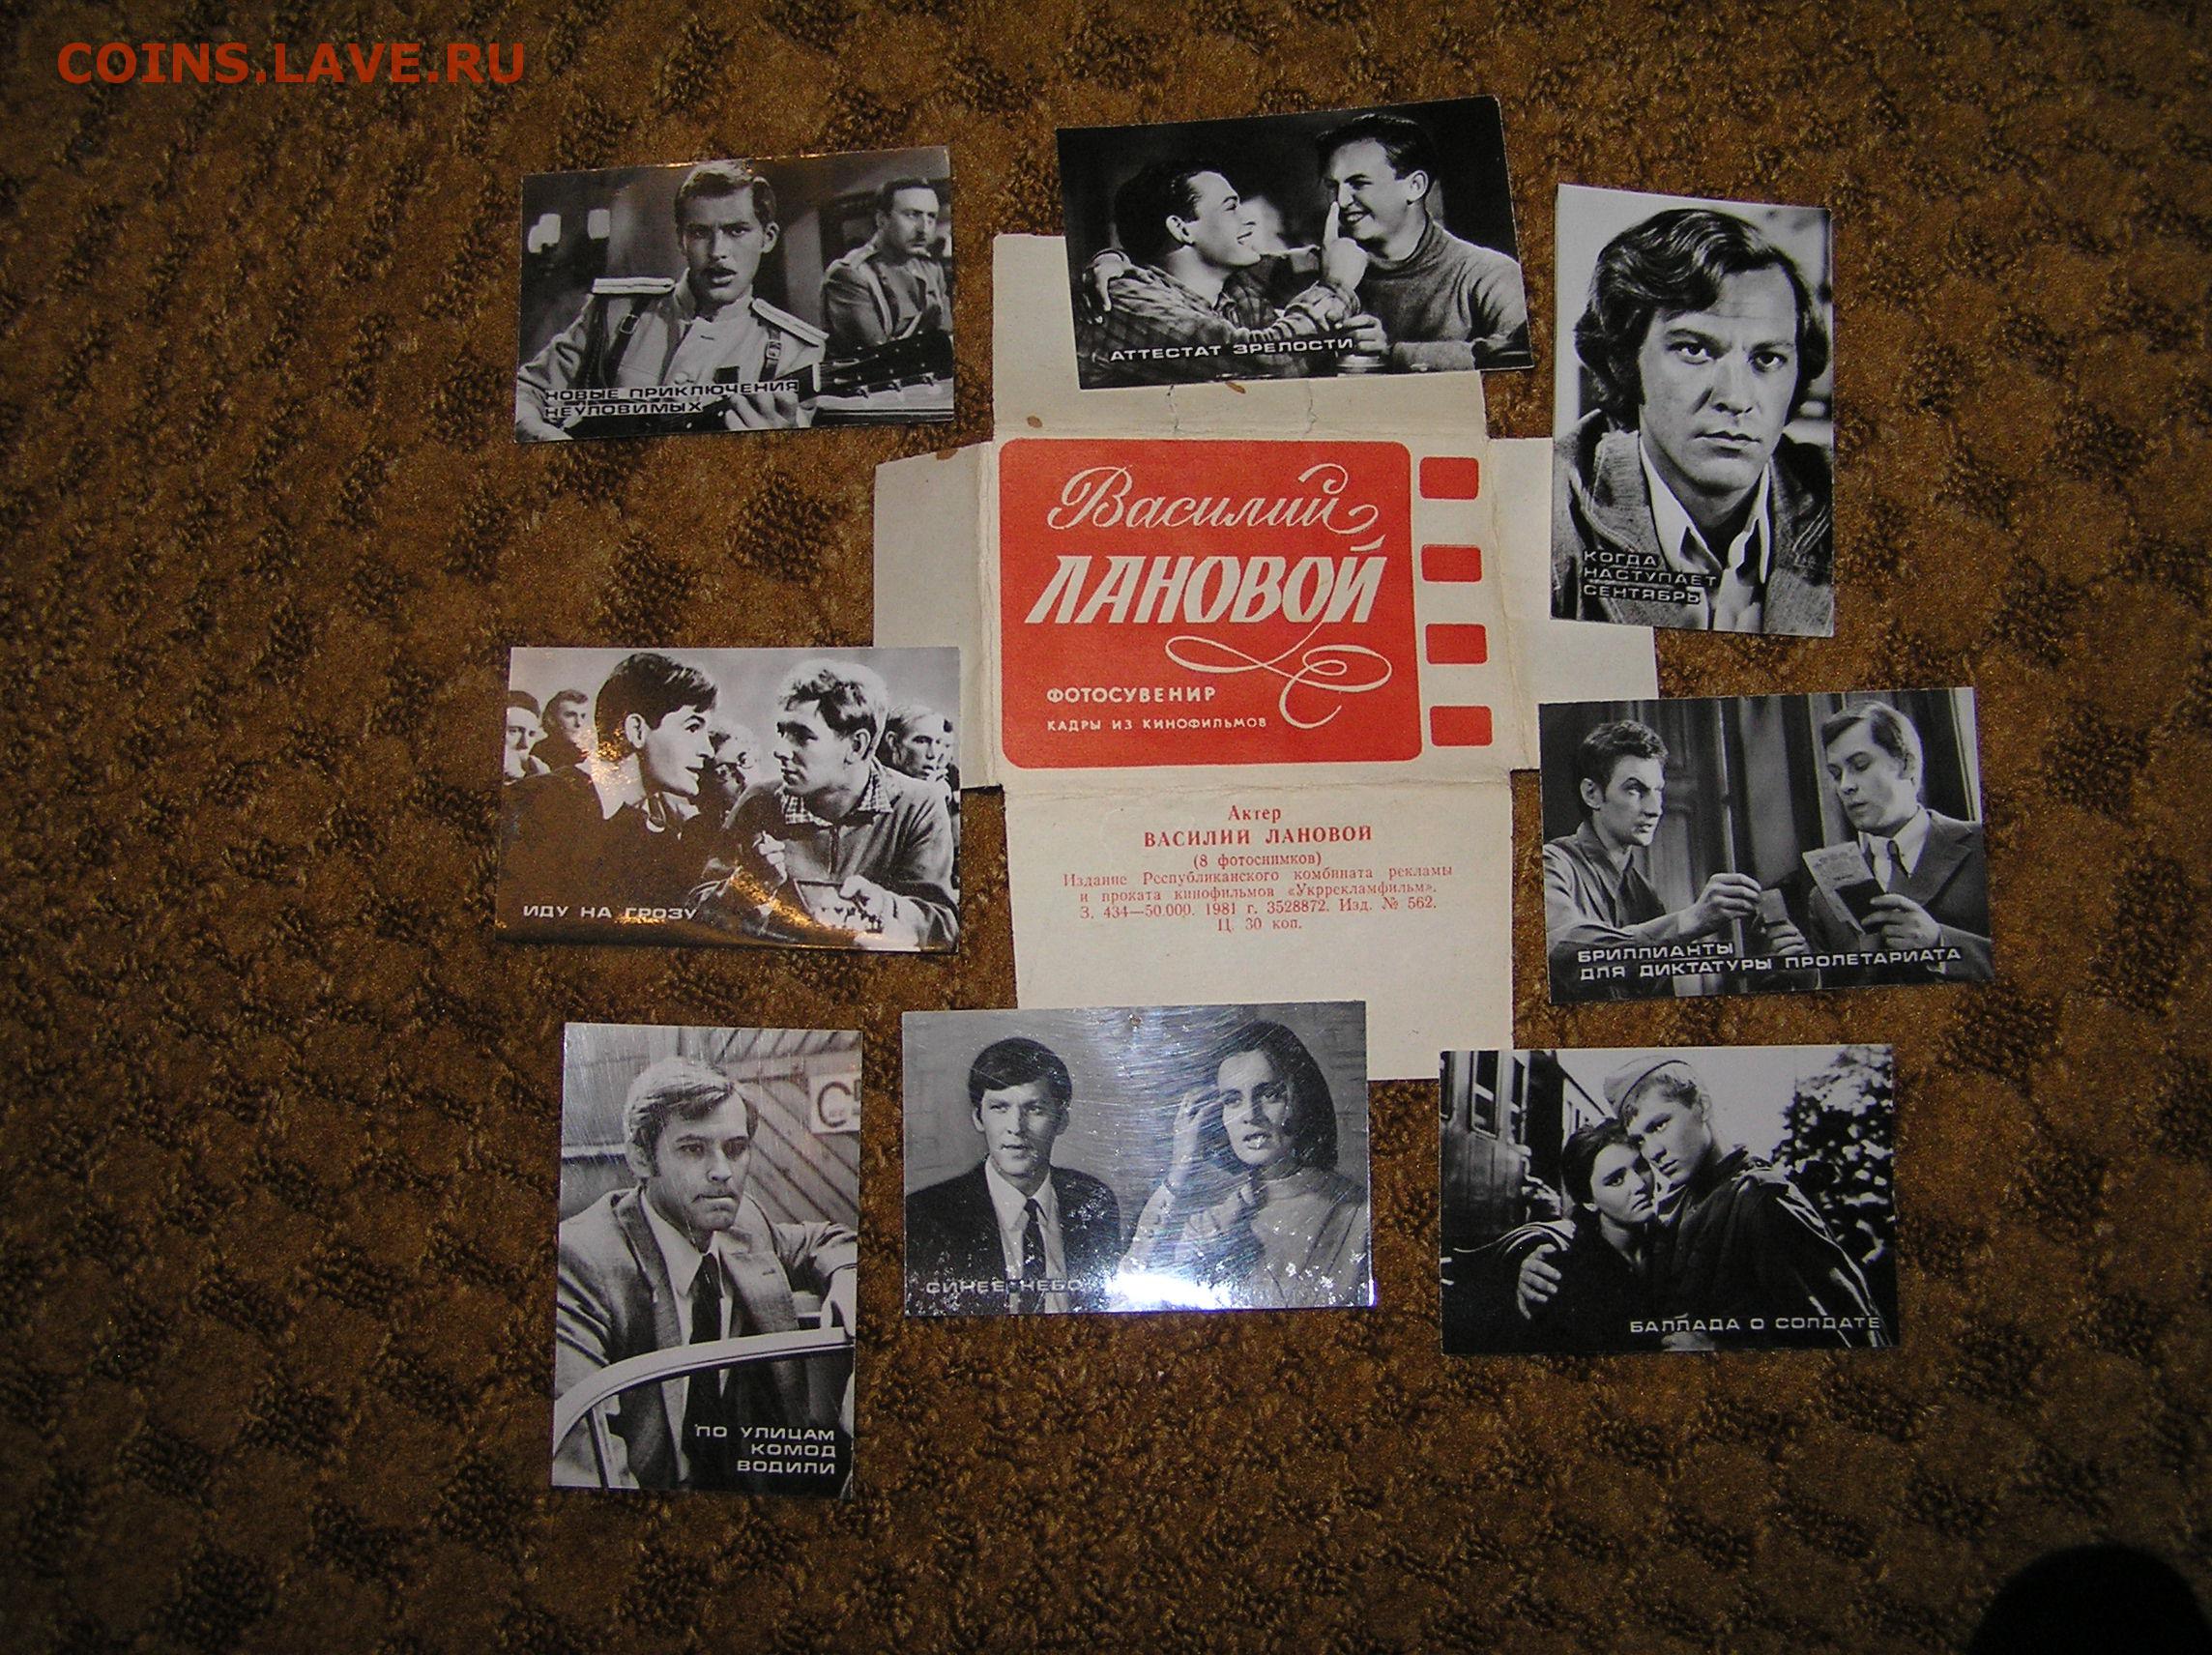 COINS.LAVE.RU
НОВЫЕ ПРИКЛЮЧЕНИЯ
НЕУЛОВИМЫХ
АТТЕСТАТ ЗРЕЛОСТИ
КОГДА
НАСТУПАЕТ
СЕНТЯБРЬ
Василий
ЛАНОВОЙ
ФОТОСУВЕНИР
КАДРЫ ИЗ КИНОФИЛЬМОВ
ИДУ НА ГРОЗУ
Актер
ВАСИЛИЙ ЛАНОВОЙ
(8 фотоснимков)
Издание Республиканского комбината рекламы
и проката кинофильмов «Укррекламфильм».
З. 434—50.000. 1981 г. 3528872. Изд. № 562.
Ц. 30 коп.
БРИЛЛИАНТЫ
ДЛЯ ДИКТАТУРЫ ПРОЛЕТАРИАТА
ПО УЛИЦАМ
КОМОД
ВОДИЛИ
СИНЕЕ НЕБО
БАЛЛАДА О СОЛДАТЕ